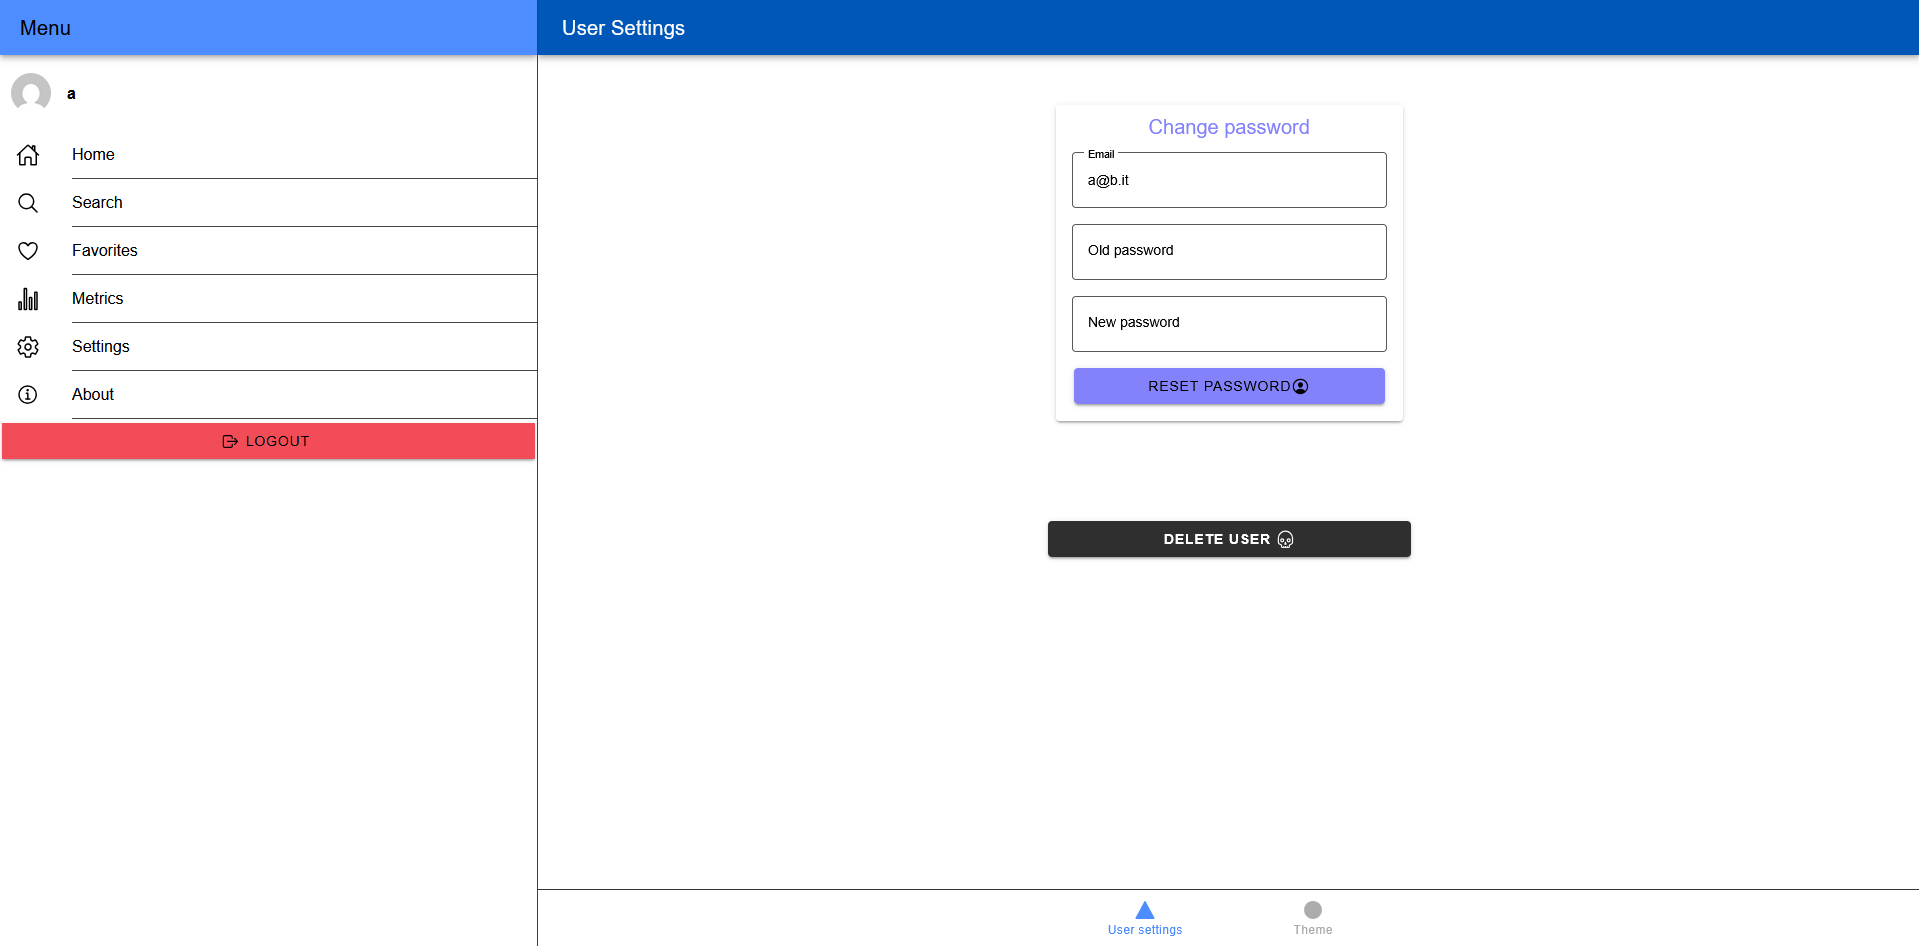 Menu
User Settings
a
Home
Search
Favorites
Metrics
Settings
About
LOGOUT
Change password
Email
a@b.it
Old password
New password
RESET PASSWORD
DELETE USER
User settings
Theme